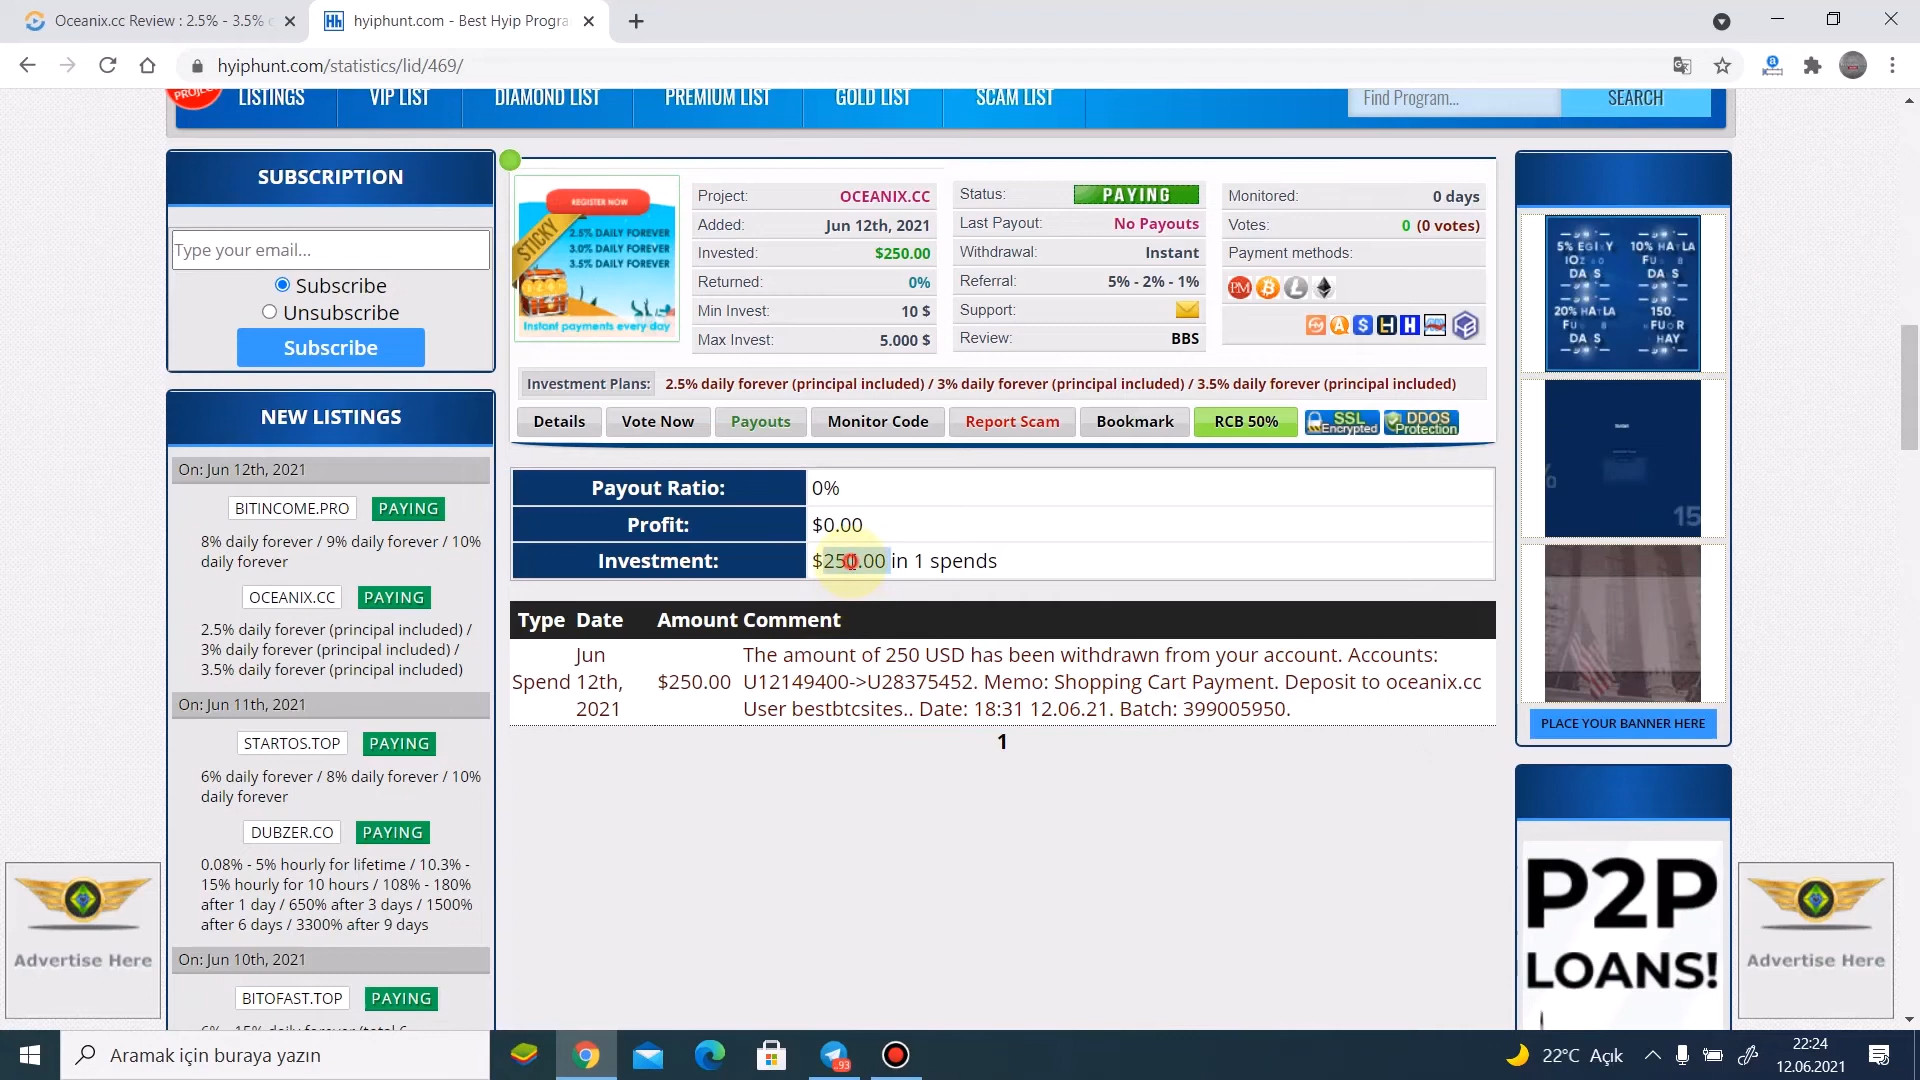 Oceanix.cc Review : 2.5% - 3.5%
hyiphunt.com - Best Hyip Progra
hyiphunt.com/statistics/lid/469/
PROJE
LISTINGS
VIP LIST
DIAMOND LIST
PREMIUM LIST
GOLD LIST
SCAM LIST
Find Program...
SEARCH
SUBSCRIPTION
Type your email...
Subscribe
Unsubscribe
Subscribe
NEW LISTINGS
On: Jun 12th, 2021
BITINCOME.PRO PAYING
8% daily forever / 9% daily forever / 10%
daily forever
OCEANIX.CC PAYING
2.5% daily forever (principal included) /
3% daily forever (principal included) /
3.5% daily forever (principal included)
On: Jun 11th, 2021
STARTOS.TOP PAYING
6% daily forever / 8% daily forever / 10%
daily forever
DUBZER.CO PAYING
0.08% - 5% hourly for lifetime / 10.3% -
15% hourly for 10 hours / 108% - 180%
after 1 day / 650% after 3 days / 1500%
after 6 days / 3300% after 9 days
On: Jun 10th, 2021
BITOFAST.TOP PAYING
REGISTER NOW
STICKY
2.5% DAILY FOREVER
3.0% DAILY FOREVER
3.5% DAILY FOREVER
Instant payments every day
Project: OCEANIX.CC
Added: Jun 12th, 2021
Invested: $250.00
Returned: 0%
Min Invest: 10 $
Max Invest: 5.000 $
Status: PAYING
Last Payout: No Payouts
Withdrawal: Instant
Referral: 5% - 2% - 1%
Support:
Review: BBS
Monitored: 0 days
Votes: 0 (0 votes)
Payment methods:
Investment Plans: 2.5% daily forever (principal included) / 3% daily forever (principal included) / 3.5% daily forever (principal included)
Details
Vote Now
Payouts
Monitor Code
Report Scam
Bookmark
RCB 50%
SSL
Encrypted
DDOS
Protection
Payout Ratio: 0%
Profit: $0.00
Investment: $250.00 in 1 spends
Type Date Amount Comment
Spend Jun 12th, 2021 $250.00 The amount of 250 USD has been withdrawn from your account. Accounts:
U12149400->U28375452. Memo: Shopping Cart Payment. Deposit to oceanix.cc
User bestbtcsites.. Date: 18:31 12.06.21. Batch: 399005950.
1
PLACE YOUR BANNER HERE
P2P
LOANS!
Advertise Here
Advertise Here
Aramak için buraya yazın
93
22°C Açık
22:24
12.06.2021